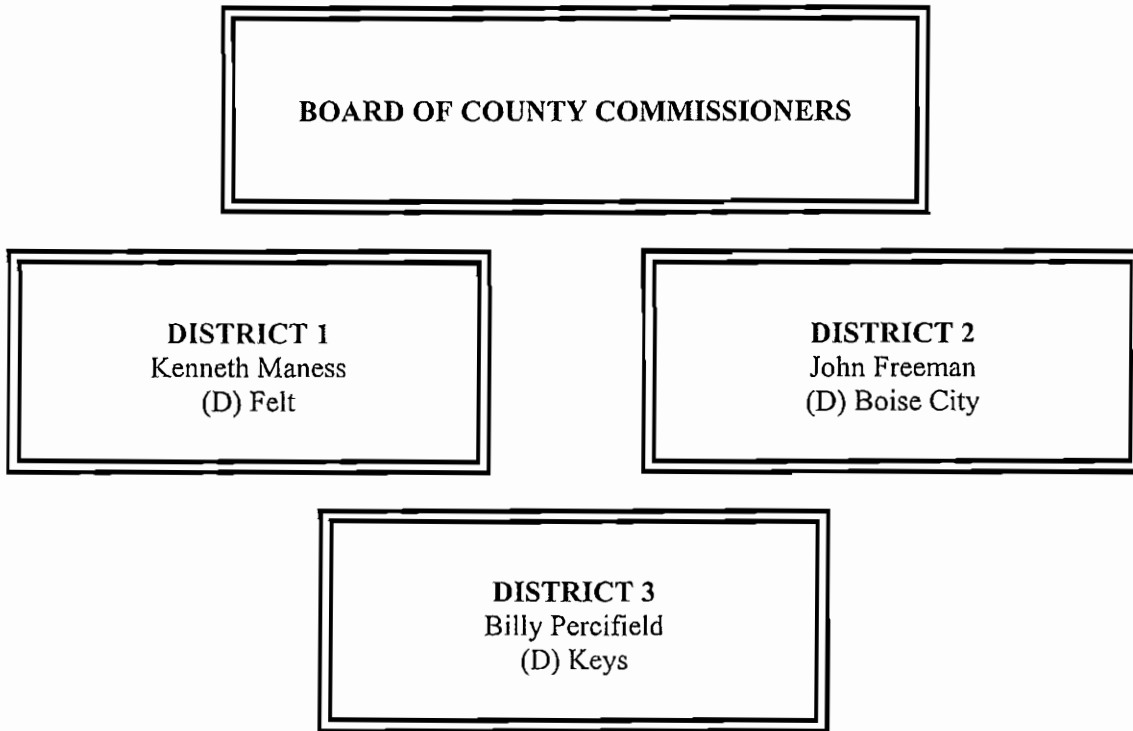 BOARD OF COUNTY COMMISSIONERS
DISTRICT 1
Kenneth Maness
(D) Felt
DISTRICT 2
John Freeman
(D) Boise City
DISTRICT 3
Billy Percifield
(D) Keys